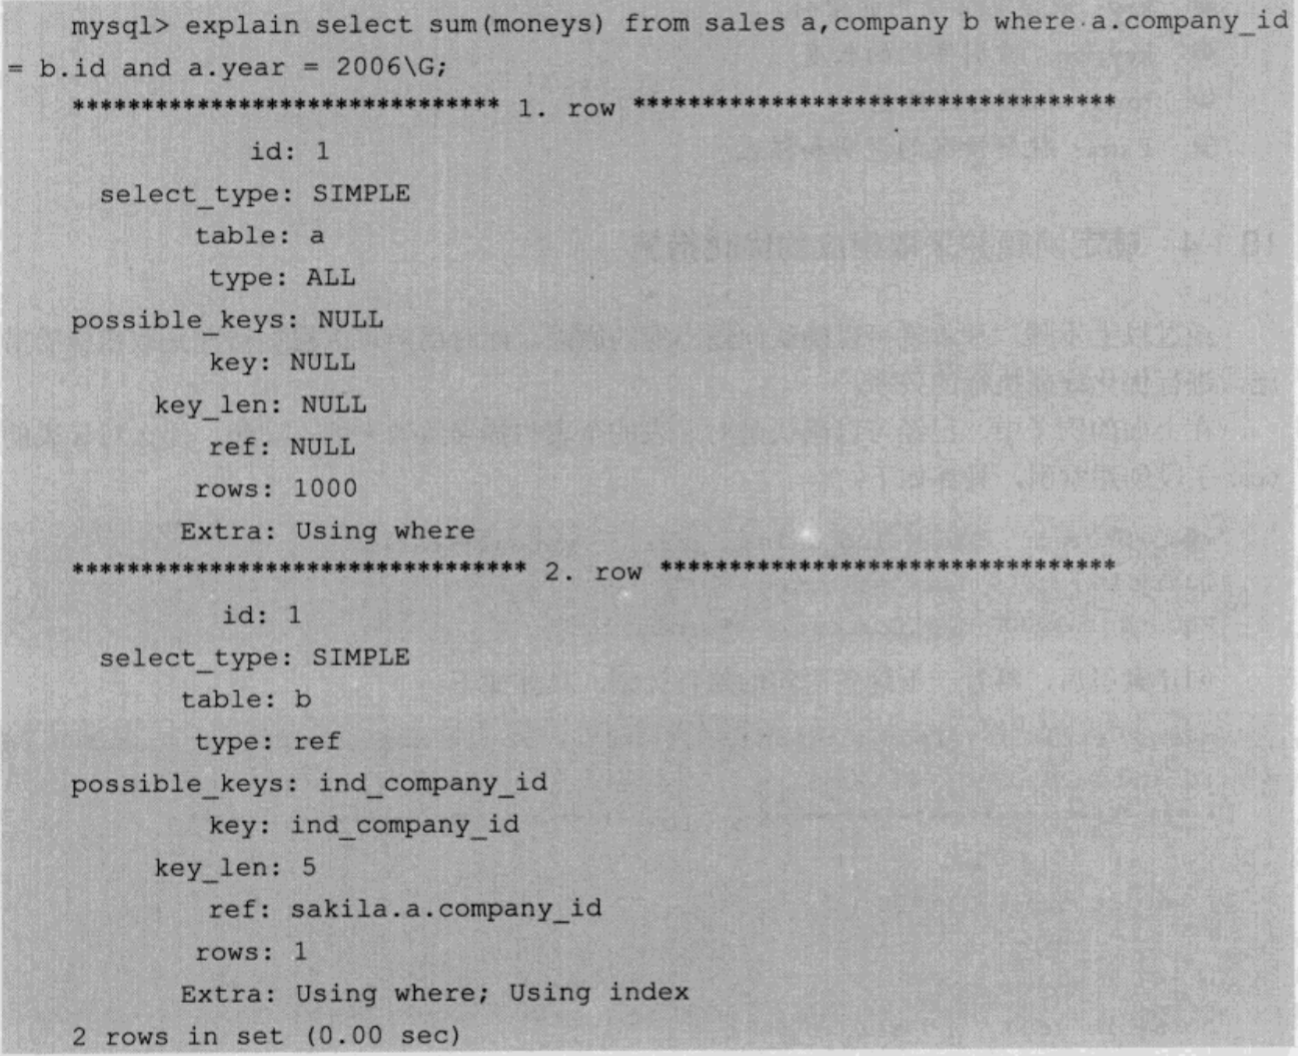 mysql> explain select sum(moneys) from sales a,company b where a.company_id
= b.id and a.year = 2006\G;
******************************* 1. row ***********************************
id: 1
select_type: SIMPLE
table: a
type: ALL
possible_keys: NULL
key: NULL
key_len: NULL
ref: NULL
rows: 1000
Extra: Using where
********************************* 2. row *********************************
id: 1
select_type: SIMPLE
table: b
type: ref
possible_keys: ind_company_id
key: ind_company_id
key_len: 5
ref: sakila.a.company_id
rows: 1
Extra: Using where; Using index
2 rows in set (0.00 sec)